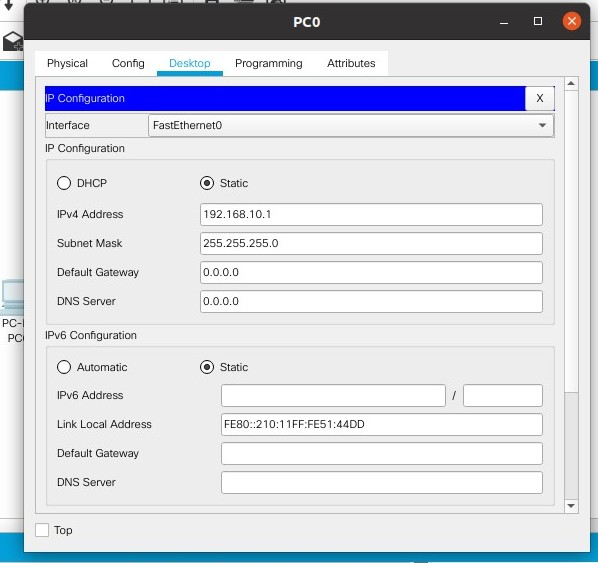 PC0
Physical Config Desktop Programming Attributes
IP Configuration X
Interface FastEthernet0
IP Configuration
DHCP Static
IPv4 Address 192.168.10.1
Subnet Mask 255.255.255.0
Default Gateway 0.0.0.0
DNS Server 0.0.0.0
IPv6 Configuration
Automatic Static
IPv6 Address /
Link Local Address FE80::210:11FF:FE51:44DD
Default Gateway
DNS Server
Top
PC-
PC